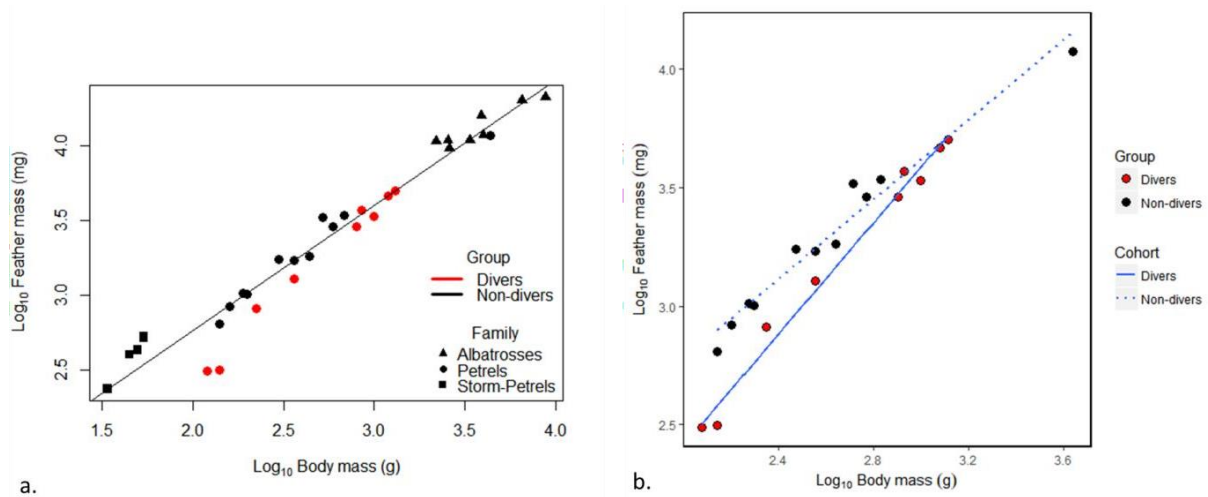 Log10 Feather mass (mg)
4.0
3.5
3.0
2.5
Group
Divers
Non-divers
Family
Albatrosses
Petrels
Storm-Petrels
1.5 2.0 2.5 3.0 3.5 4.0
Log10 Body mass (g)
a.
Log10 Feather mass (mg)
4.0
3.5
3.0
2.5
2.4 2.8 3.2 3.6
Log10 Body mass (g)
b.
Group
Divers
Non-divers
Cohort
Divers
Non-divers